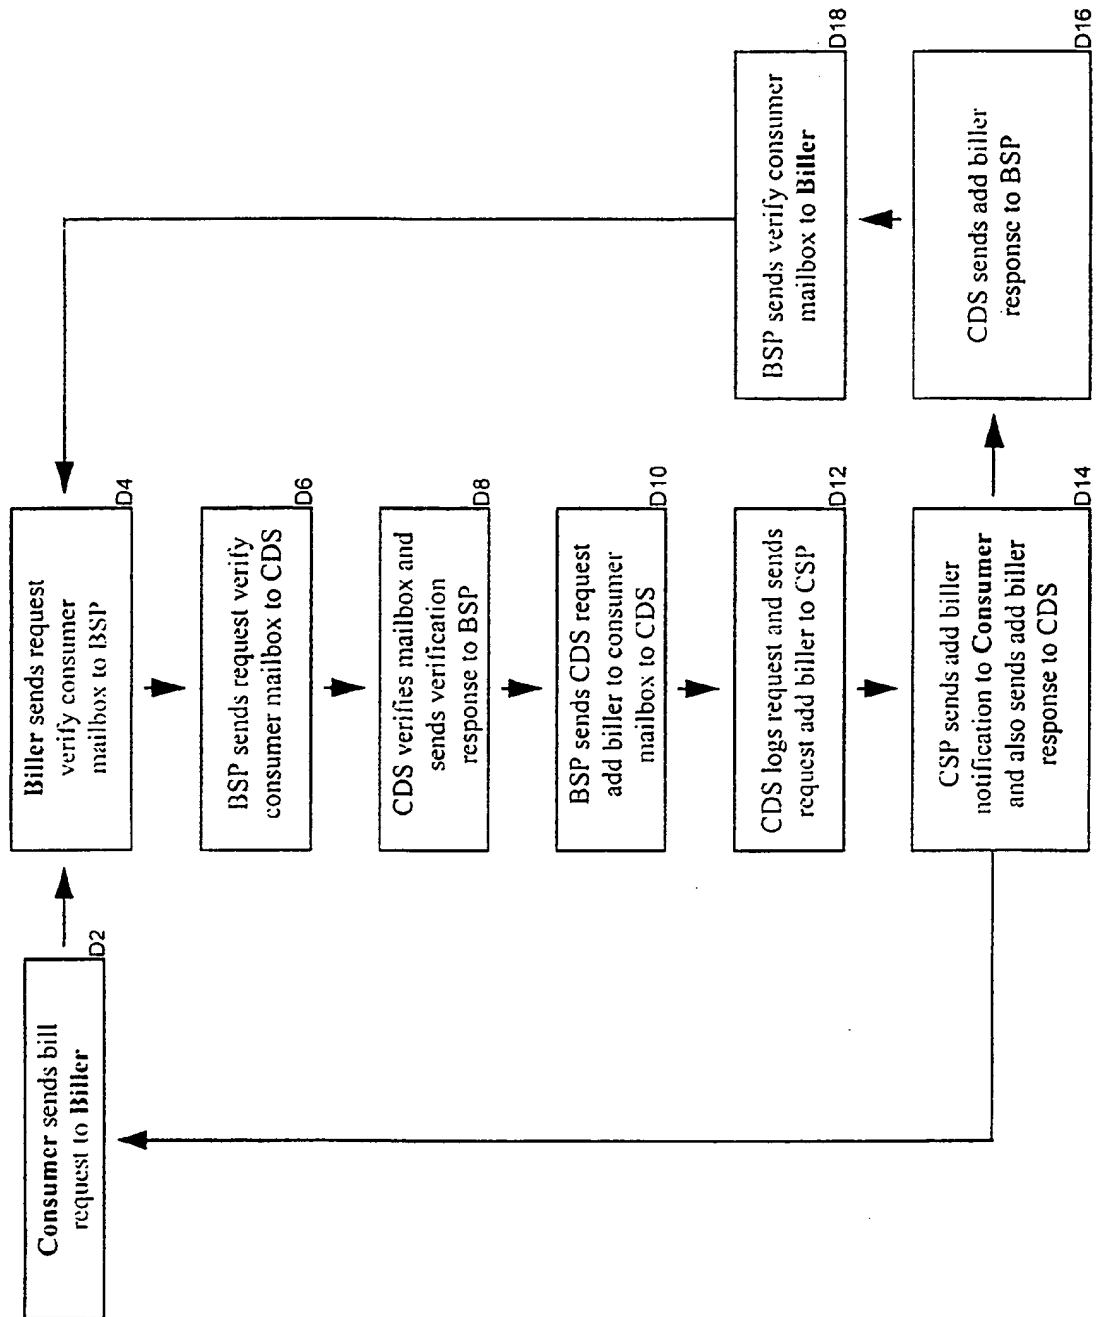 Consumer sends bill
request to Biller
D2
Biller sends request
verify consumer
mailbox to BSP
D4
BSP sends request verify
consumer mailbox to CDS
D6
CDS verifies mailbox and
sends verification
response to BSP
D8
BSP sends CDS request
add biller to consumer
mailbox to CDS
D10
CDS logs request and sends
request add biller to CSP
D12
CSP sends add biller
notification to Consumer
and also sends add biller
response to CDS
D14
CDS sends add biller
response to BSP
D16
BSP sends verify consumer
mailbox to Biller
D18